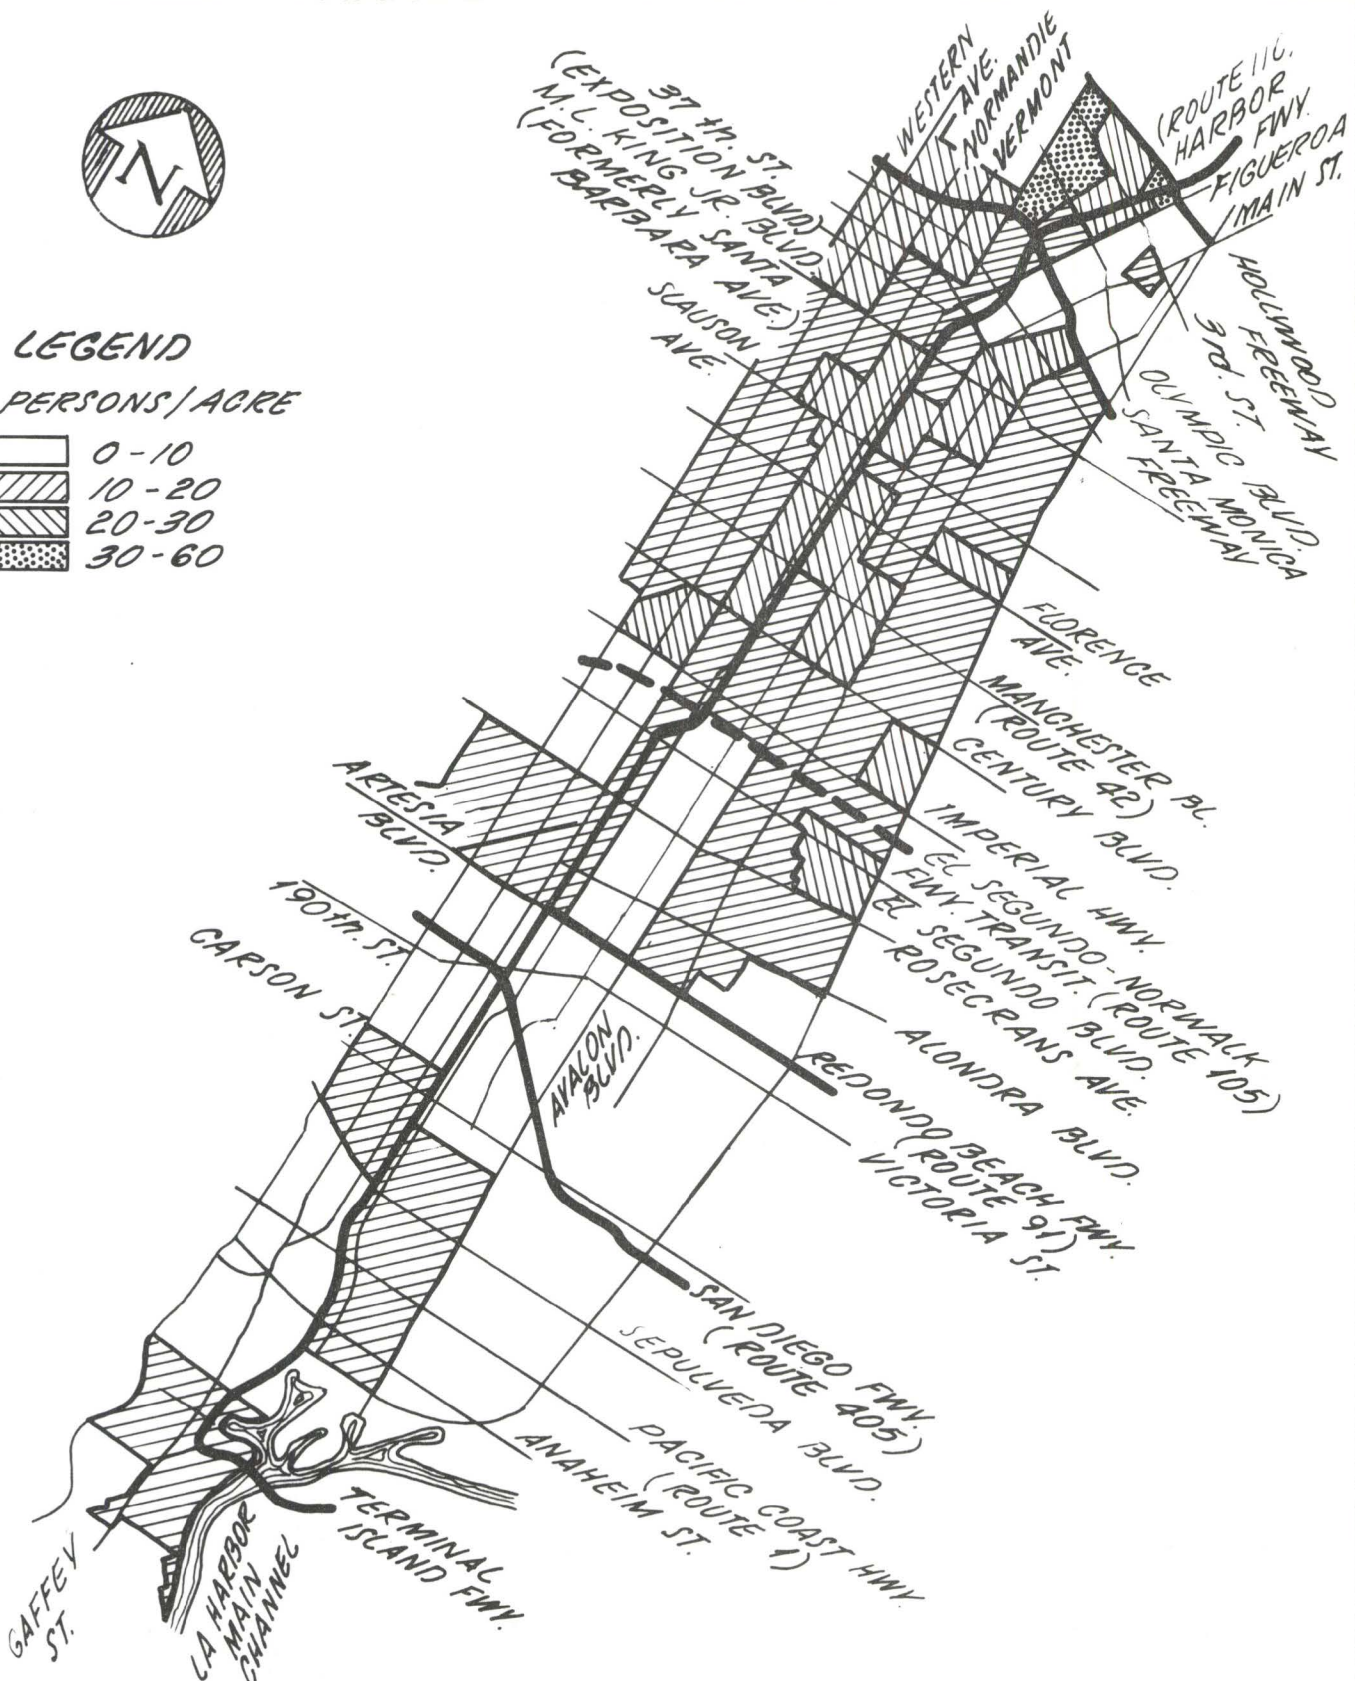 N
LEGEND
PERSONS/ACRE
0-10
10-20
20-30
30-60
37th. ST.
(EXPOSITION BLVD)
M.L. KING JR. BLVD.
(FORMERLY SANTA
BARBARA AVE.)
SLAUSON
AVE.
WESTERN
AVE.
NORMANDIE
VERMONT
(ROUTE 110.
HARBOR
FWY.
FIGUEROA
MAIN ST.
HOLLYWOOD
FREEWAY
3rd. ST.
OLYMPIC BLVD.
SANTA MONICA
FREEWAY
FLORENCE
AVE.
MANCHESTER BL.
(ROUTE 42)
CENTURY BLVD.
IMPERIAL HWY.
EL SEGUNDO-NORWALK
FWY. TRANSIT. (ROUTE 105)
EL SEGUNDO BLVD.
ROSECRANS AVE.
ALONDRA BLVD.
REDONDO BEACH FWY.
(ROUTE 91)
VICTORIA ST.
ARTESIA
BLVD.
190th. ST.
CARSON ST.
AVALON
BLVD.
SAN DIEGO FWY.
(ROUTE 405)
SEPULVEDA BLVD.
PACIFIC COAST HWY.
(ROUTE 1)
ANAHEIM ST.
TERMINAL
ISLAND FWY.
LA HARBOR
MAIN
CHANNEL
GAFFEY
ST.